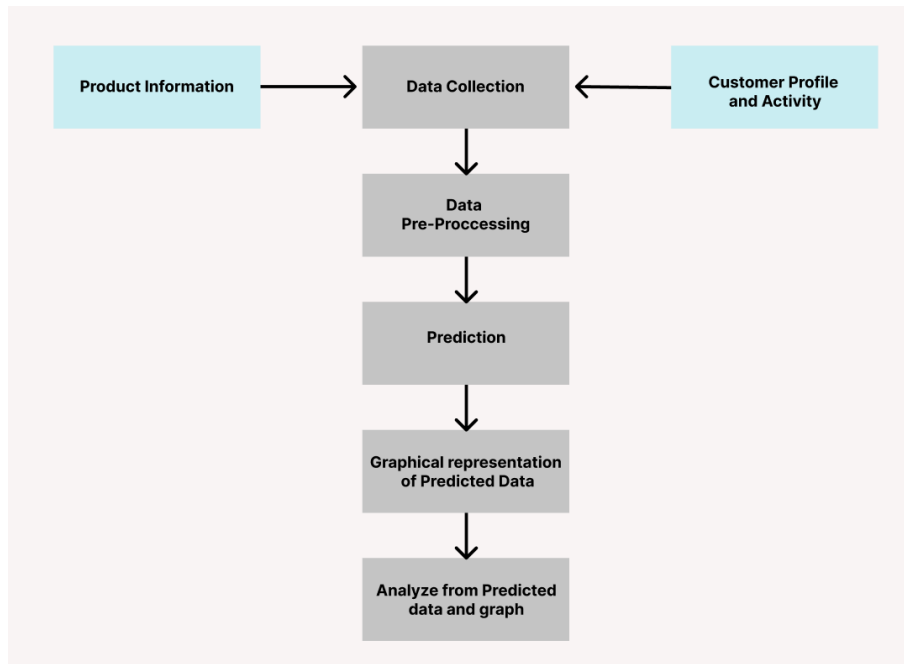 Product Information
Data Collection
Customer Profile
and Activity
Data
Pre-Proccessing
Prediction
Graphical representation
of Predicted Data
Analyze from Predicted
data and graph